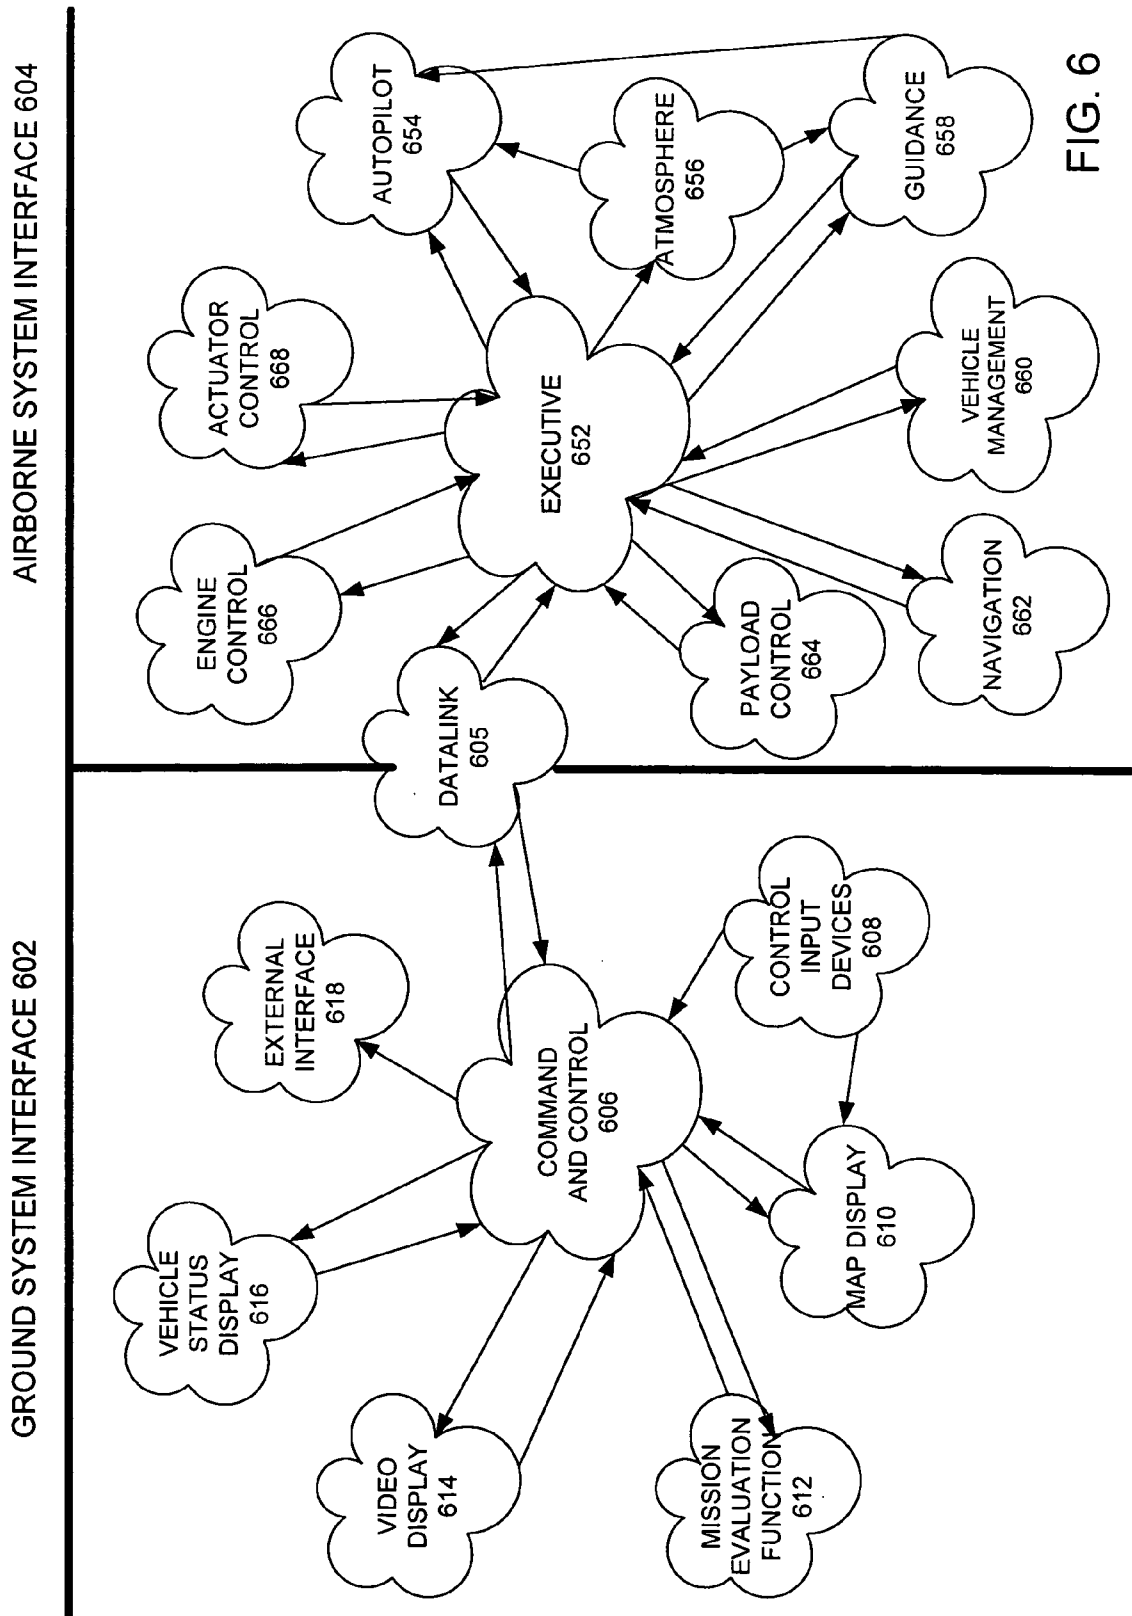 GROUND SYSTEM INTERFACE 602
AIRBORNE SYSTEM INTERFACE 604
VEHICLE
STATUS
DISPLAY
616
EXTERNAL
INTERFACE
618
ENGINE
CONTROL
666
ACTUATOR
CONTROL
668
VIDEO
DISPLAY
614
COMMAND
AND CONTROL
606
DATALINK
605
EXECUTIVE
652
AUTOPILOT
654
ATMOSPHERE
656
MISSION
EVALUATION
FUNCTION
612
MAP DISPLAY
610
CONTROL
INPUT
DEVICES
608
PAYLOAD
CONTROL
664
NAVIGATION
662
VEHICLE
MANAGEMENT
660
GUIDANCE
658
FIG. 6